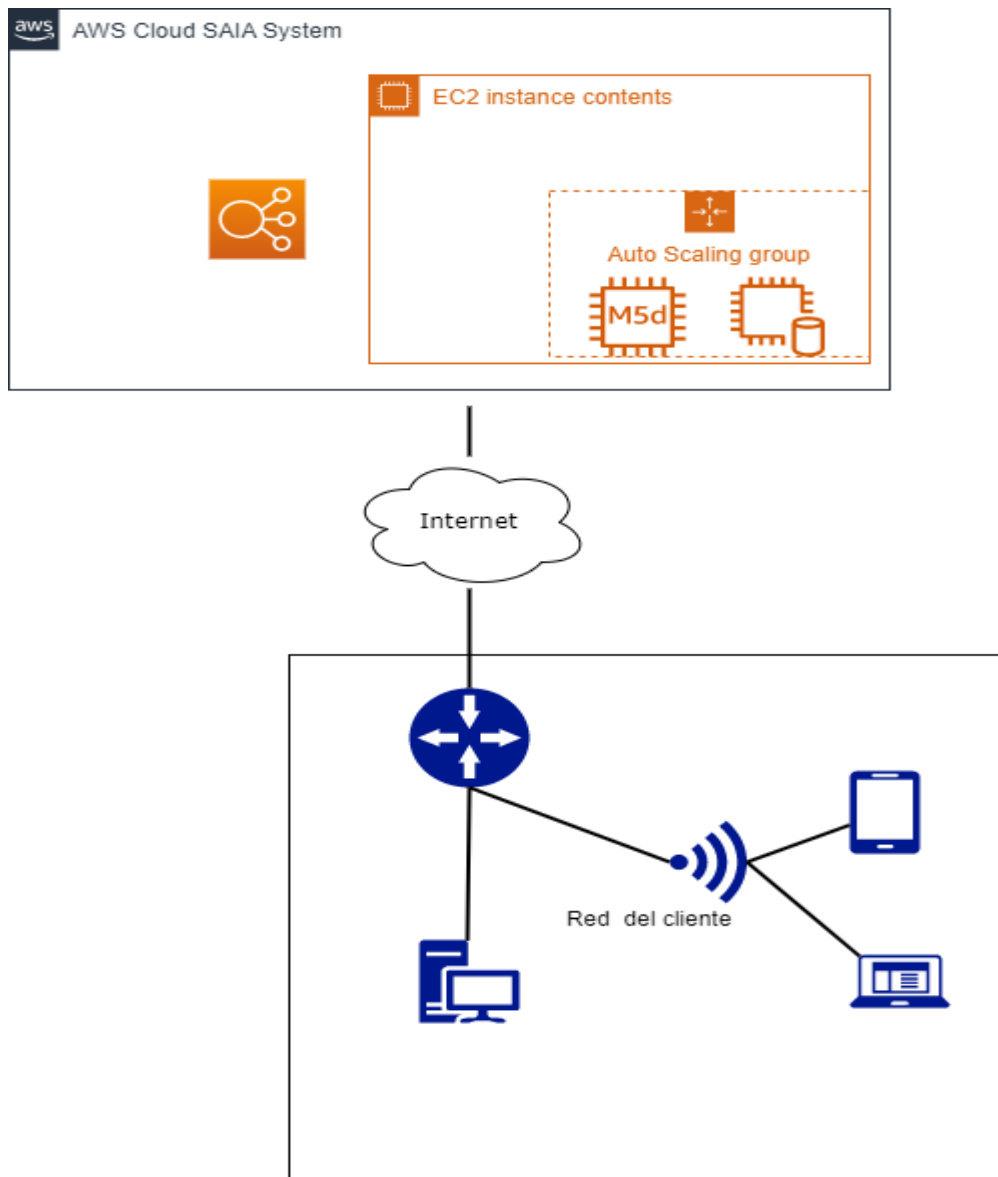 aws
AWS Cloud SAIA System
EC2 instance contents
Auto Scaling group
M5d
Internet
Red del cliente